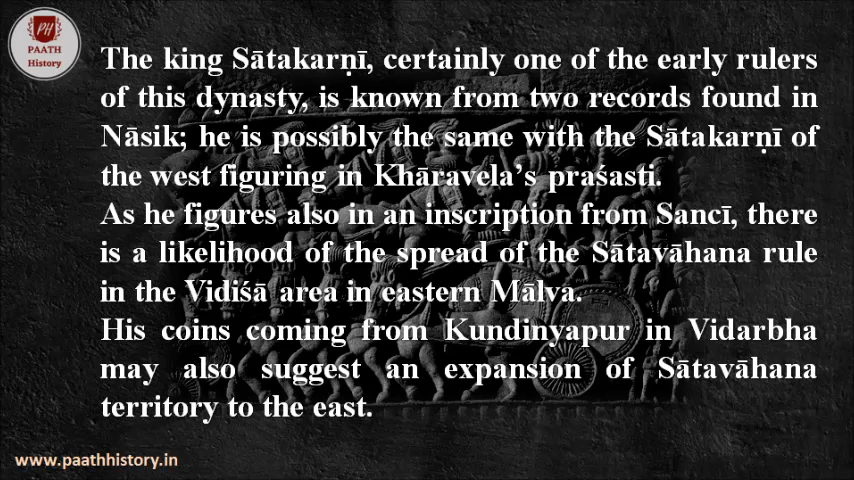 PH
PAATH
History
The king Sātakarṇī, certainly one of the early rulers
of this dynasty, is known from two records found in
Nāsik; he is possibly the same with the Sātakarṇī of
the west figuring in Khāravela’s praśasti.
As he figures also in an inscription from Sancī, there
is a likelihood of the spread of the Sātavāhana rule
in the Vidiśā area in eastern Mālva.
His coins coming from Kundinyapur in Vidarbha
may also suggest an expansion of Sātavāhana
territory to the east.
www.paathhistory.in